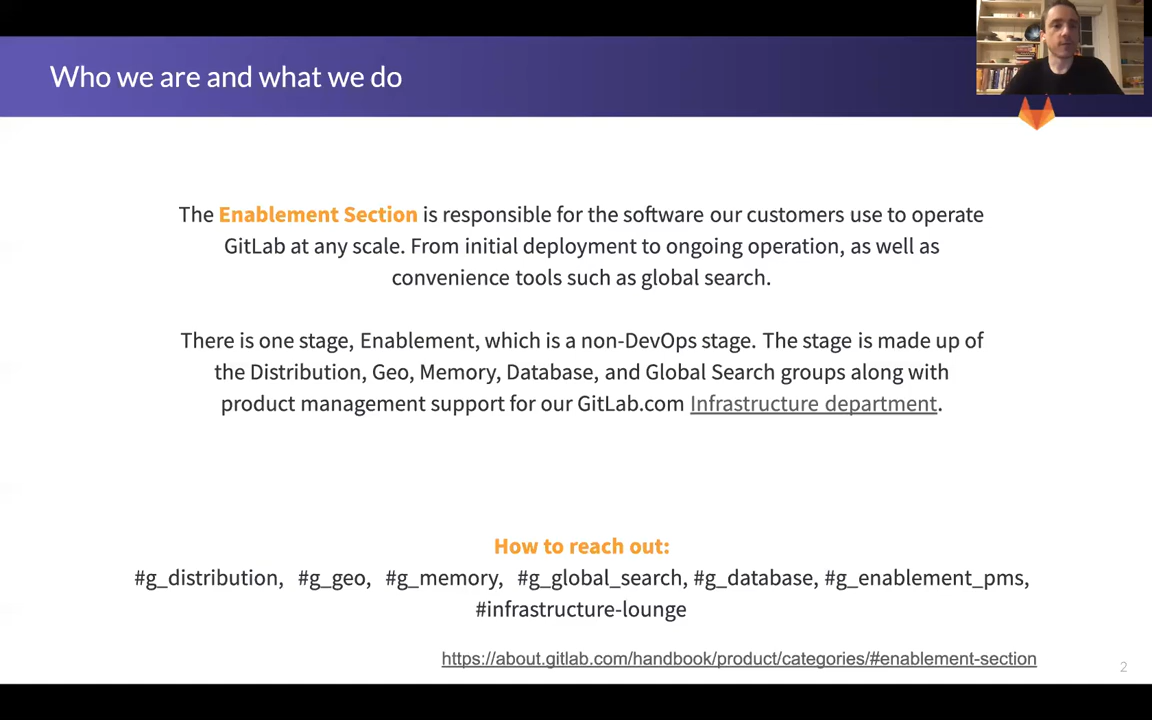 Who we are and what we do
The Enablement Section is responsible for the software our customers use to operate
GitLab at any scale. From initial deployment to ongoing operation, as well as
convenience tools such as global search.
There is one stage, Enablement, which is a non-DevOps stage. The stage is made up of
the Distribution, Geo, Memory, Database, and Global Search groups along with
product management support for our GitLab.com Infrastructure department.
How to reach out:
#g_distribution, #g_geo, #g_memory, #g_global_search, #g_database, #g_enablement_pms,
#infrastructure-lounge
https://about.gitlab.com/handbook/product/categories/#enablement-section
2